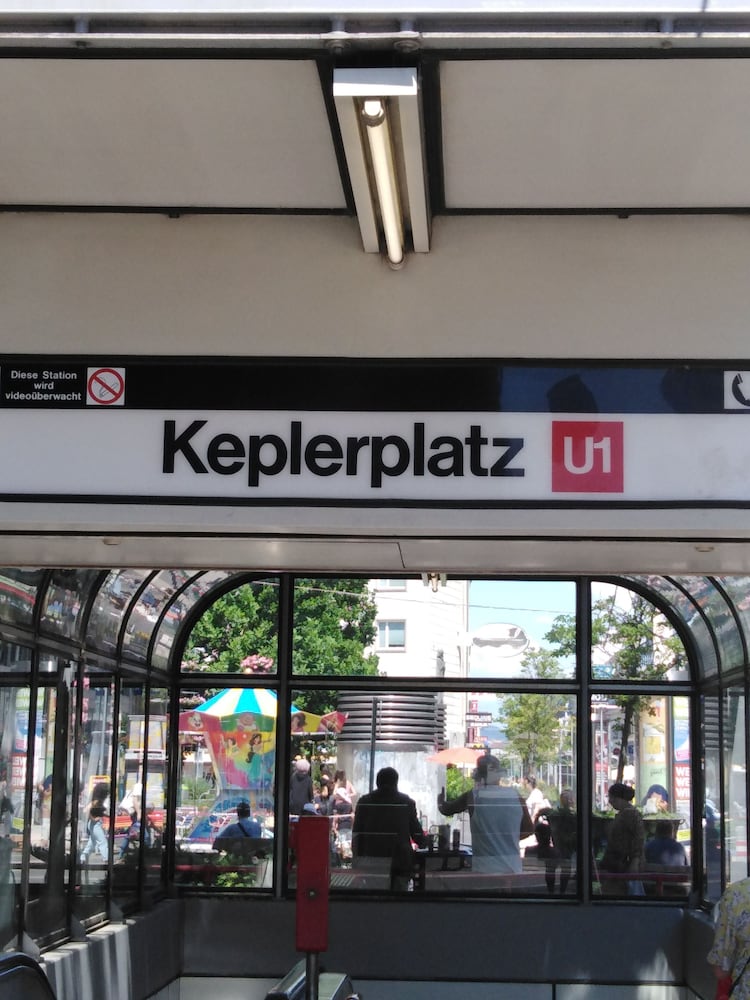 Diese Station
wird
videoüberwacht
Keplerplatz U1